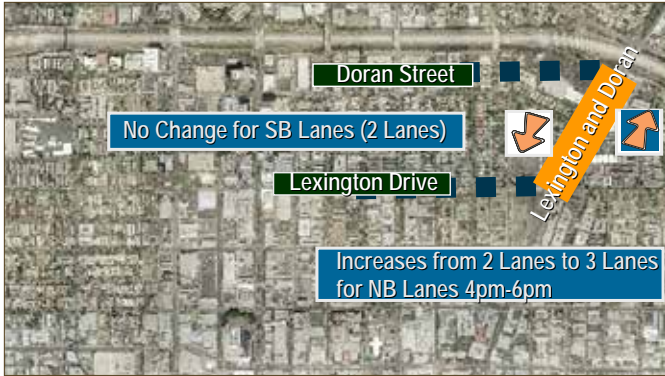 Doran Street
Lexington and Doran
No Change for SB Lanes (2 Lanes)
Lexington Drive
Increases from 2 Lanes to 3 Lanes
for NB Lanes 4pm-6pm